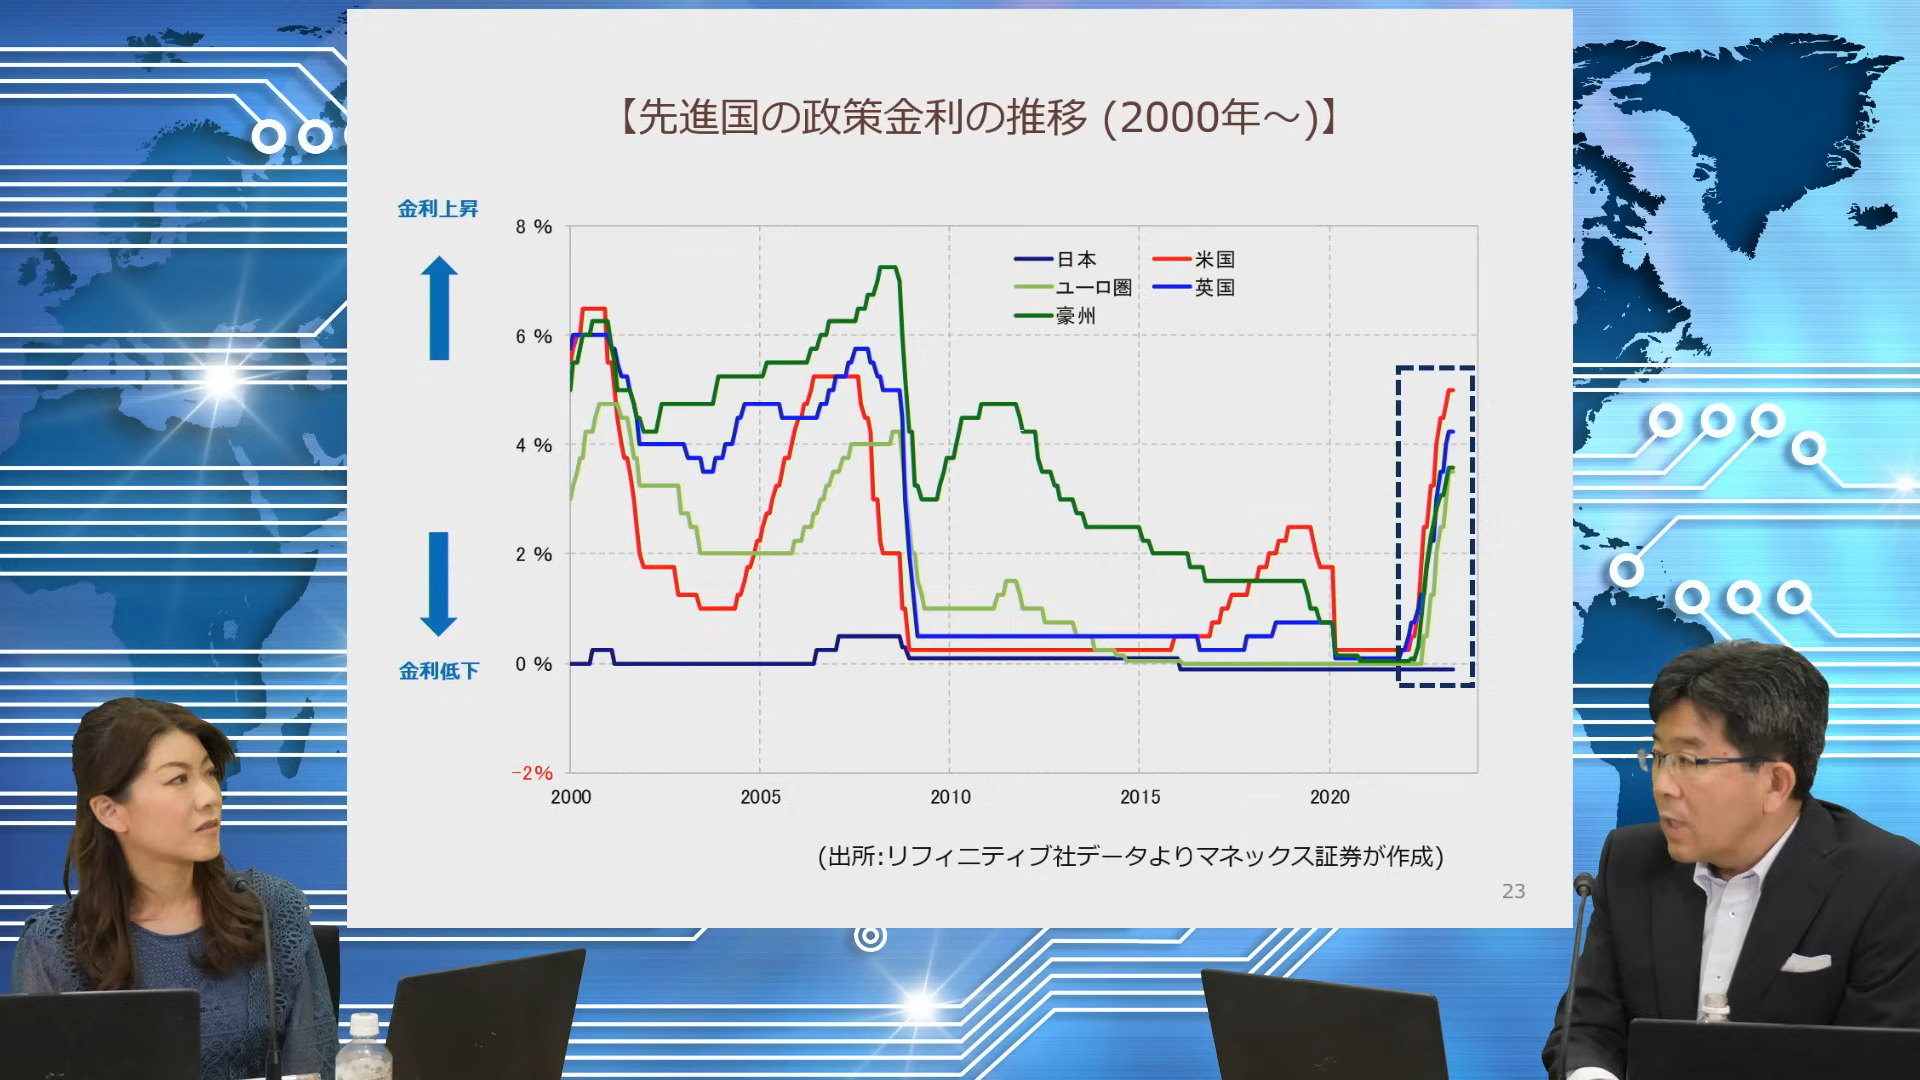 【先進国の政策金利の推移 (2000年～)】
金利上昇
8 %
6 %
4 %
2 %
0 %
-2%
金利低下
日本
米国
ユーロ圏
英国
豪州
2000
2005
2010
2015
2020
(出所:リフィニティブ社データよりマネックス証券が作成)
23